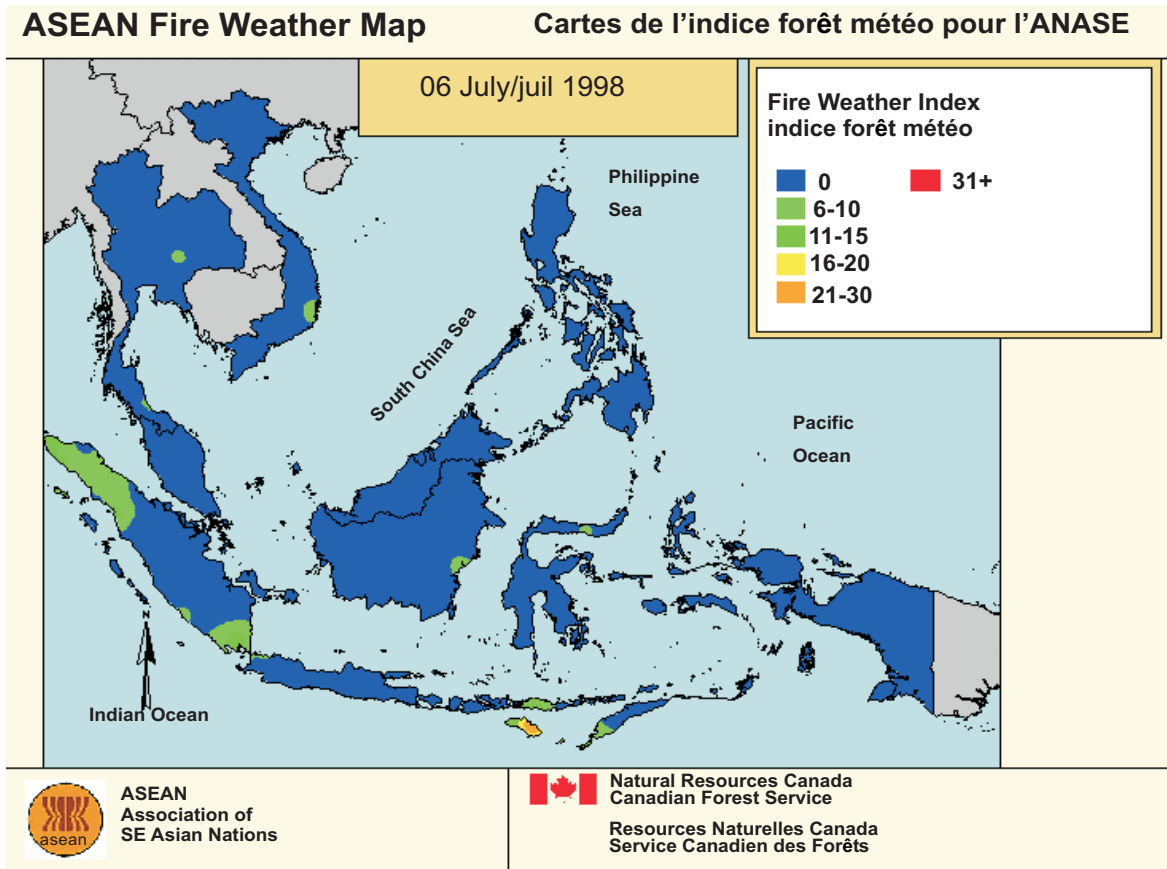 ASEAN Fire Weather Map
Cartes de l'indice forêt météo pour l'ANASE
06 July/juil 1998
Fire Weather Index
indice forêt météo
0
31+
6-10
11-15
16-20
21-30
Philippine
Sea
South China Sea
Pacific
Ocean
N
Indian Ocean
asean
ASEAN
Association of
SE Asian Nations
Natural Resources Canada
Canadian Forest Service
Resources Naturelles Canada
Service Canadien des Forêts